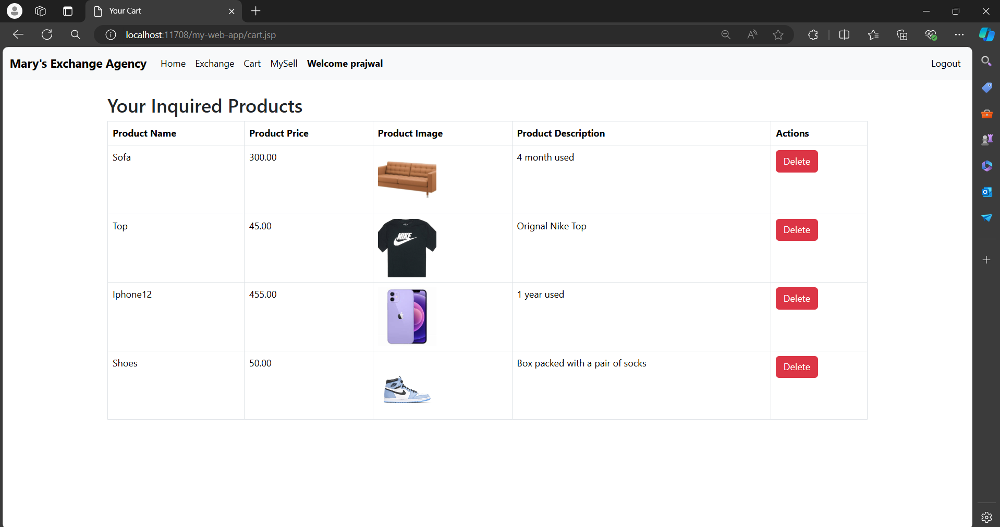 Your Cart
localhost:11708/my-web-app/cart.jsp
Mary's Exchange Agency Home Exchange Cart MySell Welcome prajwal Logout
Your Inquired Products
Product Name Product Price Product Image Product Description Actions
Sofa 300.00 4 month used Delete
Top 45.00 NIKE Orignal Nike Top Delete
Iphone12 455.00 1 year used Delete
Shoes 50.00 Box packed with a pair of socks Delete